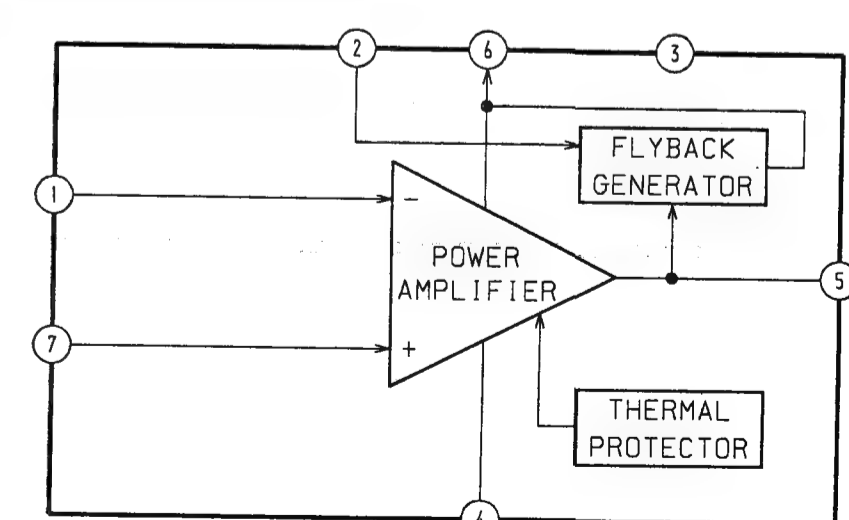 2 6 3
FLYBACK
GENERATOR
1
−
POWER
AMPLIFIER
5
7
+
THERMAL
PROTECTOR
4